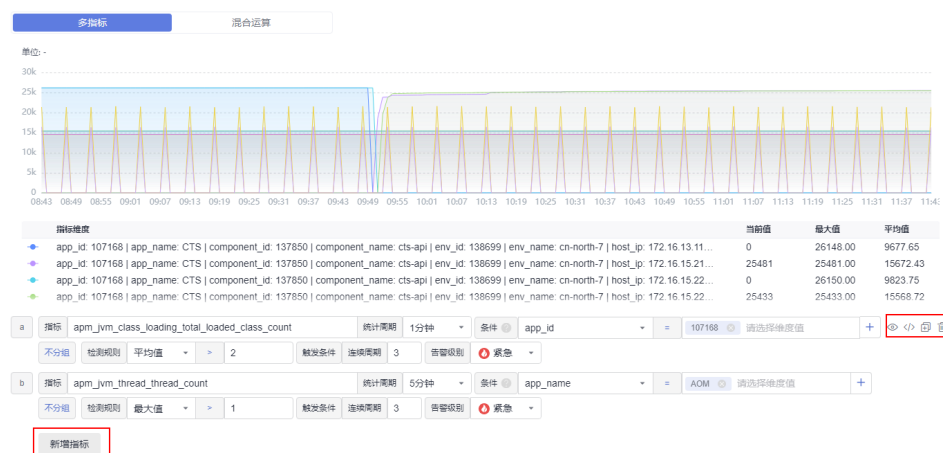 多指标 混合运算
单位: -
30k
25k
20k
15k
10k
5k
0
08:43 08:49 08:55 09:01 09:07 09:13 09:19 09:25 09:31 09:37 09:43 09:49 09:55 10:01 10:07 10:13 10:19 10:25 10:31 10:37 10:43 10:49 10:55 11:01 11:07 11:13 11:19 11:25 11:31 11:37 11:43
指标维度 当前值 最大值 平均值
app_id: 107168 | app_name: CTS | component_id: 137850 | component_name: cts-api | env_id: 138699 | env_name: cn-north-7 | host_ip: 172.16.13.11... 0 26148.00 9677.65
app_id: 107168 | app_name: CTS | component_id: 137850 | component_name: cts-api | env_id: 138699 | env_name: cn-north-7 | host_ip: 172.16.15.21... 25481 25481.00 15672.43
app_id: 107168 | app_name: CTS | component_id: 137850 | component_name: cts-api | env_id: 138699 | env_name: cn-north-7 | host_ip: 172.16.15.22... 0 26150.00 9823.75
app_id: 107168 | app_name: CTS | component_id: 137850 | component_name: cts-api | env_id: 138699 | env_name: cn-north-7 | host_ip: 172.16.15.22... 25433 25433.00 15568.72
a 指标 apm_jvm_class_loading_total_loaded_class_count 统计周期 1分钟 条件 app_id = 107168 请选择维度值 +
不分组 检测规则 平均值 > 2 触发条件 连续周期 3 告警级别 紧急
b 指标 apm_jvm_thread_thread_count 统计周期 5分钟 条件 app_name = AOM 请选择维度值 +
不分组 检测规则 最大值 > 1 触发条件 连续周期 3 告警级别 紧急
新增指标